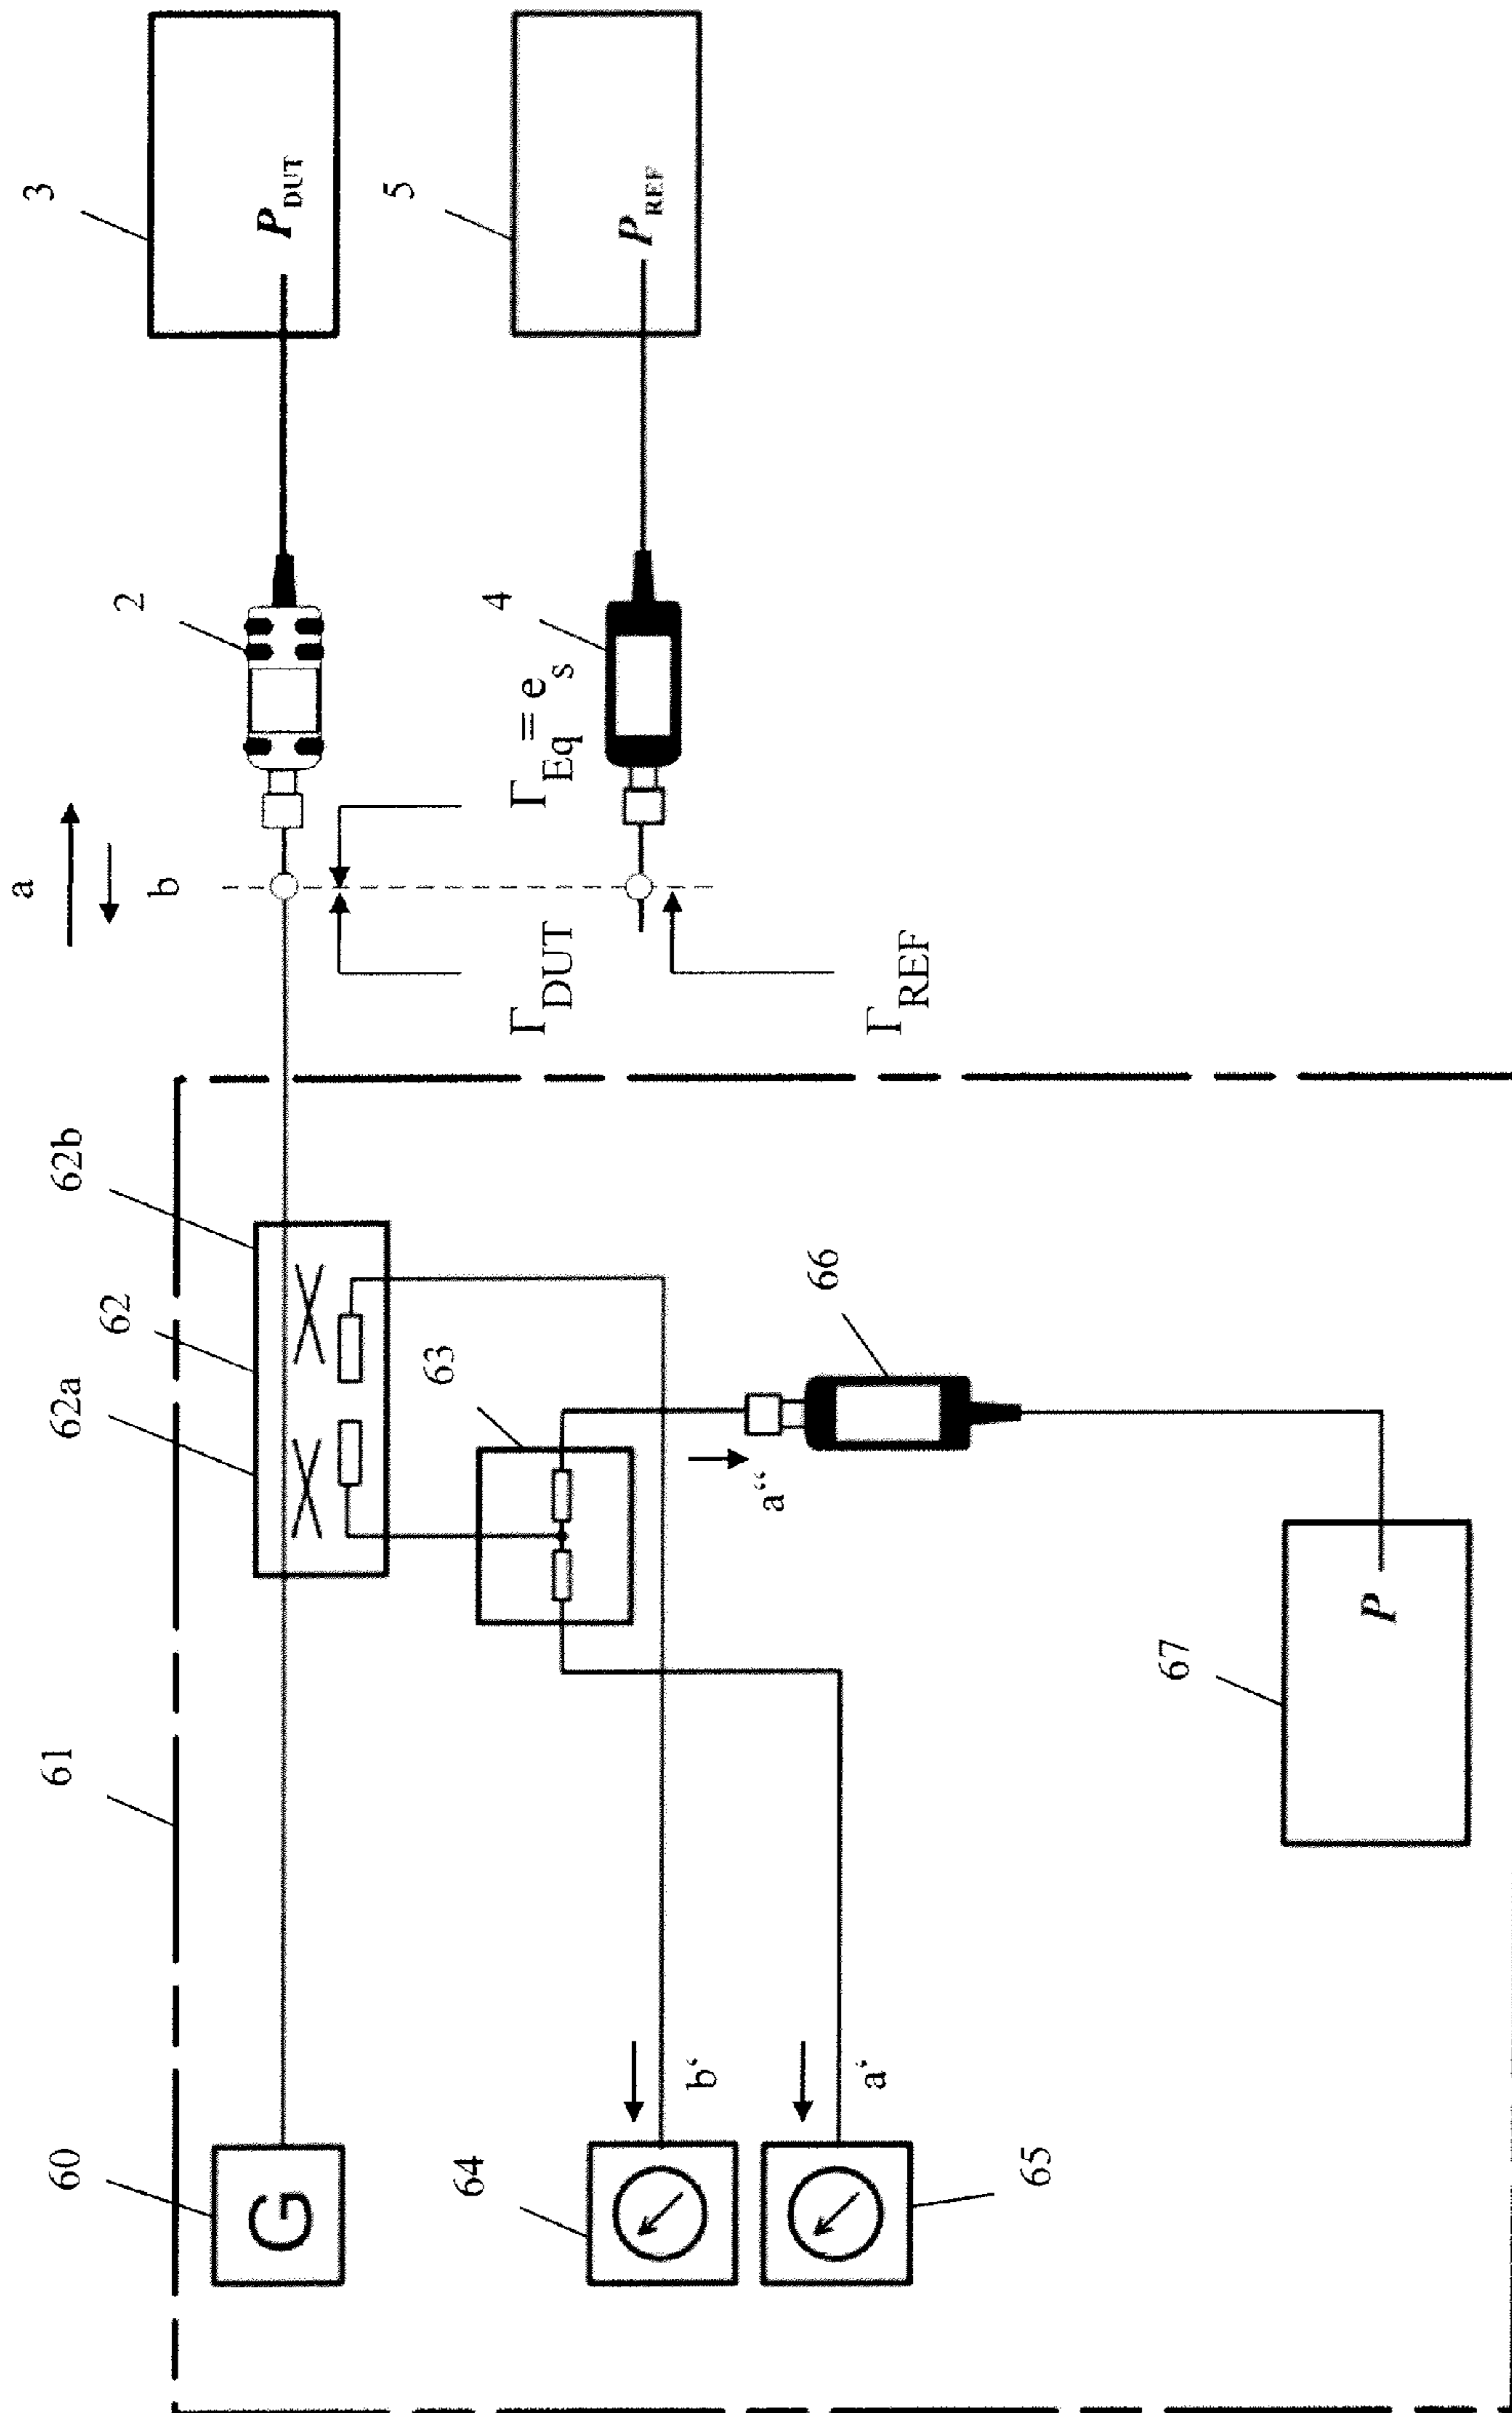 3
P_DUT
5
P_REF
2
4
a
b
Γ_Eq = e_s
Γ_DUT
Γ_REF
62b
62
62a
63
66
a“
61
67
P
60
G
64
b‘
a‘
65